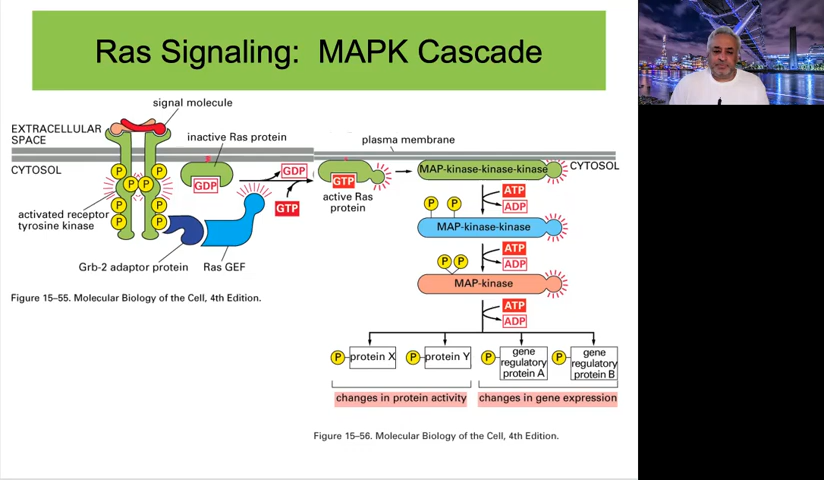 Ras Signaling: MAPK Cascade
signal molecule
EXTRACELLULAR
SPACE
inactive Ras protein
plasma membrane
CYTOSOL
P
P
P
P
P
P
P
P
GDP
GDP
GTP
GTP
MAP-kinase-kinase-kinase
CYTOSOL
activated receptor
tyrosine kinase
active Ras
protein
ATP
ADP
P
P
MAP-kinase-kinase
Grb-2 adaptor protein
Ras GEF
ATP
ADP
P
P
MAP-kinase
Figure 15–55. Molecular Biology of the Cell, 4th Edition.
ATP
ADP
P
protein X
P
protein Y
P
gene
regulatory
protein A
P
gene
regulatory
protein B
changes in protein activity
changes in gene expression
Figure 15–56. Molecular Biology of the Cell, 4th Edition.